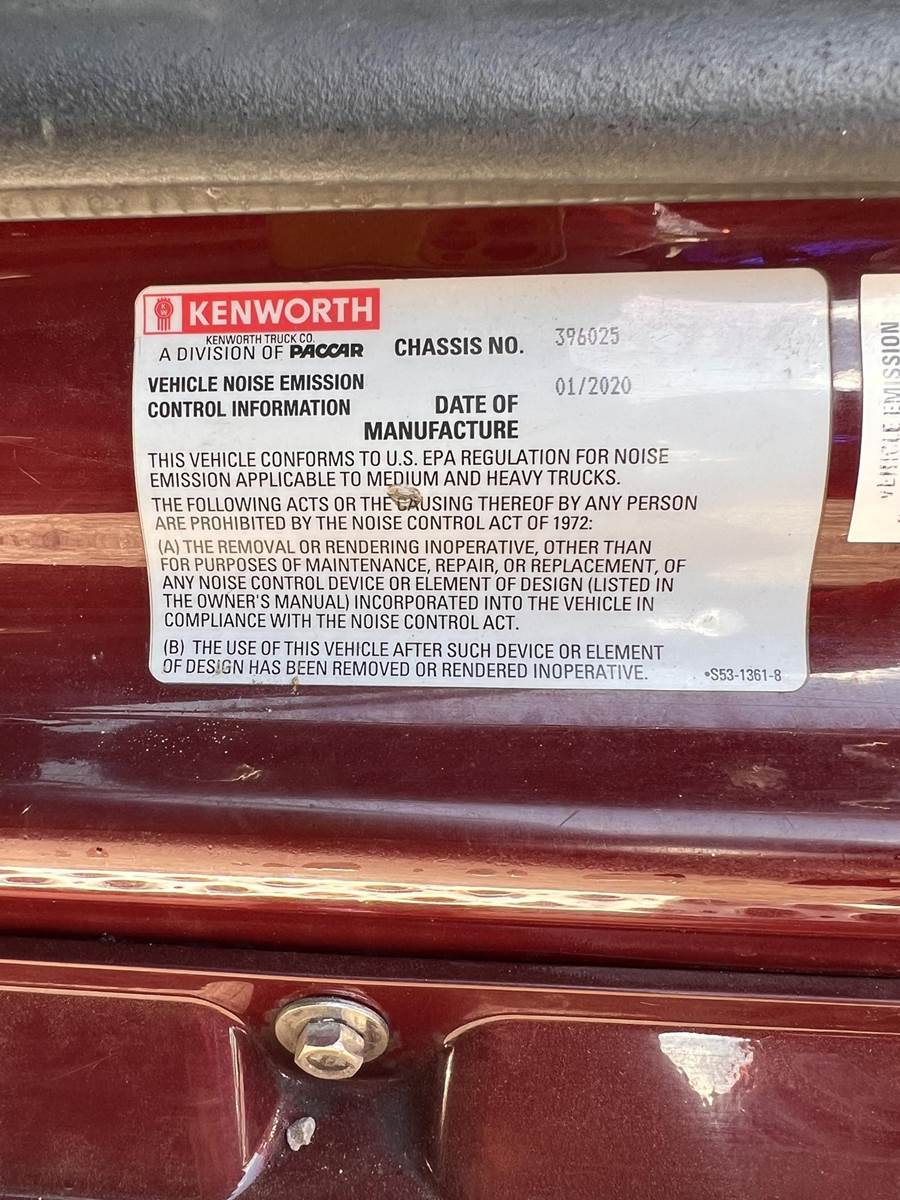 KW KENWORTH
KENWORTH TRUCK CO.
A DIVISION OF PACCAR
CHASSIS NO. 396025
VEHICLE NOISE EMISSION
CONTROL INFORMATION
DATE OF
MANUFACTURE
01/2020
THIS VEHICLE CONFORMS TO U.S. EPA REGULATION FOR NOISE
EMISSION APPLICABLE TO MEDIUM AND HEAVY TRUCKS.
THE FOLLOWING ACTS OR THE CAUSING THEREOF BY ANY PERSON
ARE PROHIBITED BY THE NOISE CONTROL ACT OF 1972:
(A) THE REMOVAL OR RENDERING INOPERATIVE, OTHER THAN
FOR PURPOSES OF MAINTENANCE, REPAIR, OR REPLACEMENT, OF
ANY NOISE CONTROL DEVICE OR ELEMENT OF DESIGN (LISTED IN
THE OWNER'S MANUAL) INCORPORATED INTO THE VEHICLE IN
COMPLIANCE WITH THE NOISE CONTROL ACT.
(B) THE USE OF THIS VEHICLE AFTER SUCH DEVICE OR ELEMENT
OF DESIGN HAS BEEN REMOVED OR RENDERED INOPERATIVE.
•S53-1361-8
VEHICLE EMISSION